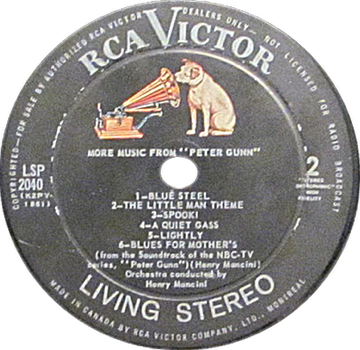 COPYRIGHTED—FOR SALE BY AUTHORIZED RCA VICTOR DEALERS ONLY—NOT LICENSED FOR RADIO BROADCAST
RCA VICTOR
MORE MUSIC FROM "PETER GUNN"
LSP
2040
2
1—BLUE STEEL
2—THE LITTLE MAN THEME
3—SPOOK!
4—A QUIET GASS
5—LIGHTLY
6—BLUES FOR MOTHER'S
(from the Soundtrack of the NBC-TV
series, "Peter Gunn")(Henry Mancini)
Orchestra conducted by
Henry Mancini
LIVING STEREO
MADE IN CANADA BY RCA VICTOR COMPANY, LTD., MONTREAL